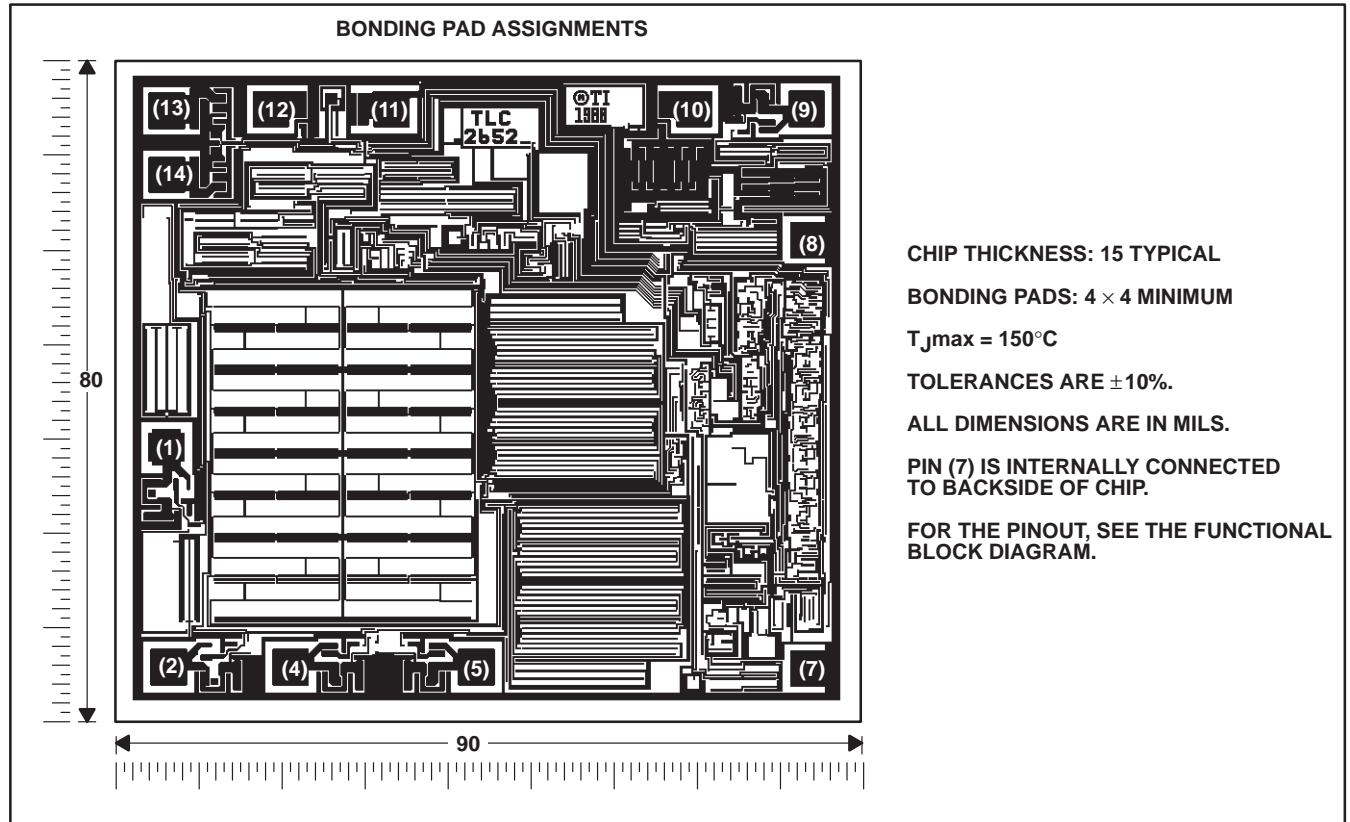 BONDING PAD ASSIGNMENTS
(13)
(12)
(11)
TLC
2652
©TI
1988
(10)
(9)
(14)
(8)
80
(1)
(2)
(4)
(5)
(7)
90
CHIP THICKNESS: 15 TYPICAL
BONDING PADS: 4 × 4 MINIMUM
TJmax = 150°C
TOLERANCES ARE ±10%.
ALL DIMENSIONS ARE IN MILS.
PIN (7) IS INTERNALLY CONNECTED
TO BACKSIDE OF CHIP.
FOR THE PINOUT, SEE THE FUNCTIONAL
BLOCK DIAGRAM.